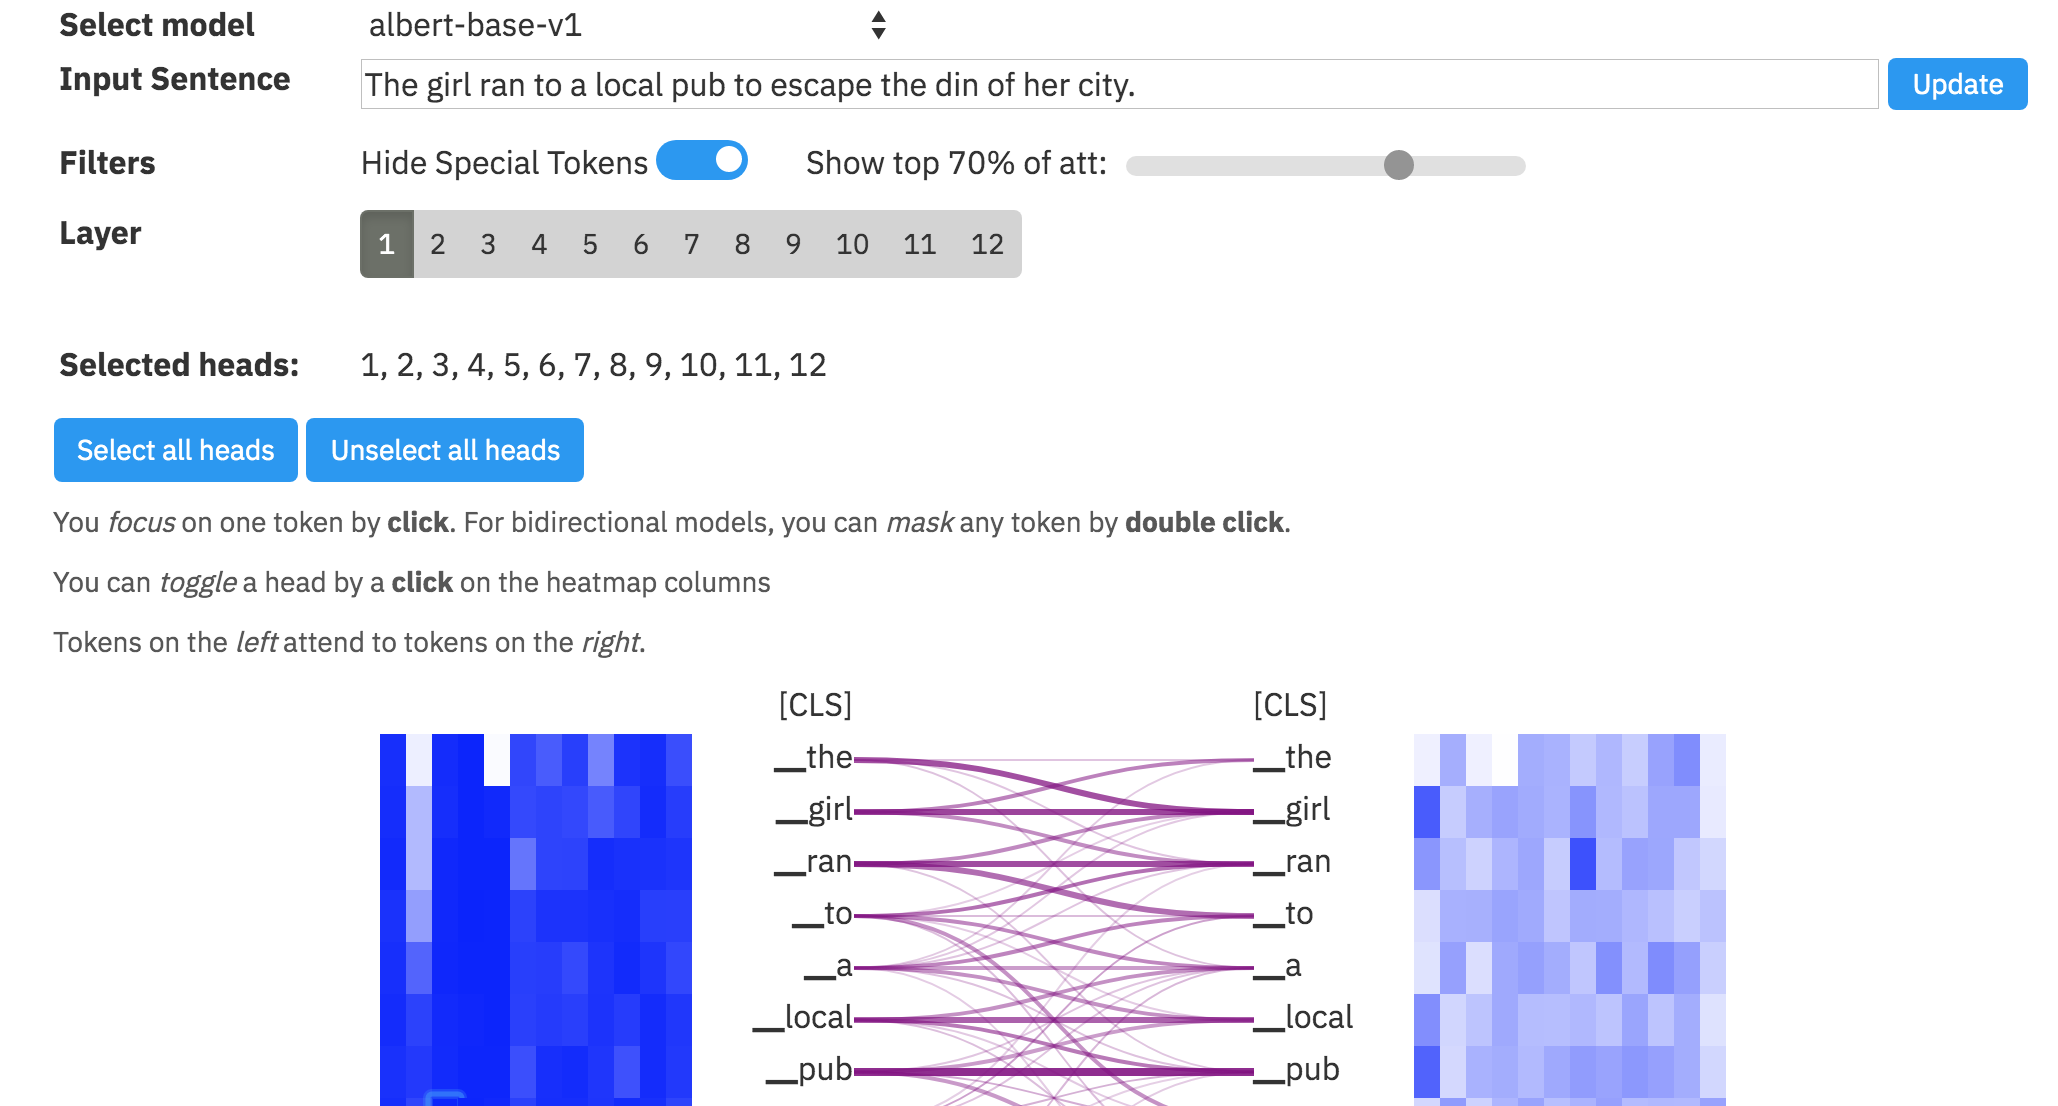 Select model albert-base-v1
Input Sentence The girl ran to a local pub to escape the din of her city. Update
Filters Hide Special Tokens Show top 70% of att:
Layer 1 2 3 4 5 6 7 8 9 10 11 12
Selected heads: 1, 2, 3, 4, 5, 6, 7, 8, 9, 10, 11, 12
Select all heads Unselect all heads
You focus on one token by click. For bidirectional models, you can mask any token by double click.
You can toggle a head by a click on the heatmap columns
Tokens on the left attend to tokens on the right.
[CLS] [CLS]
__the __the
__girl __girl
__ran __ran
__to __to
__a __a
__local __local
__pub __pub